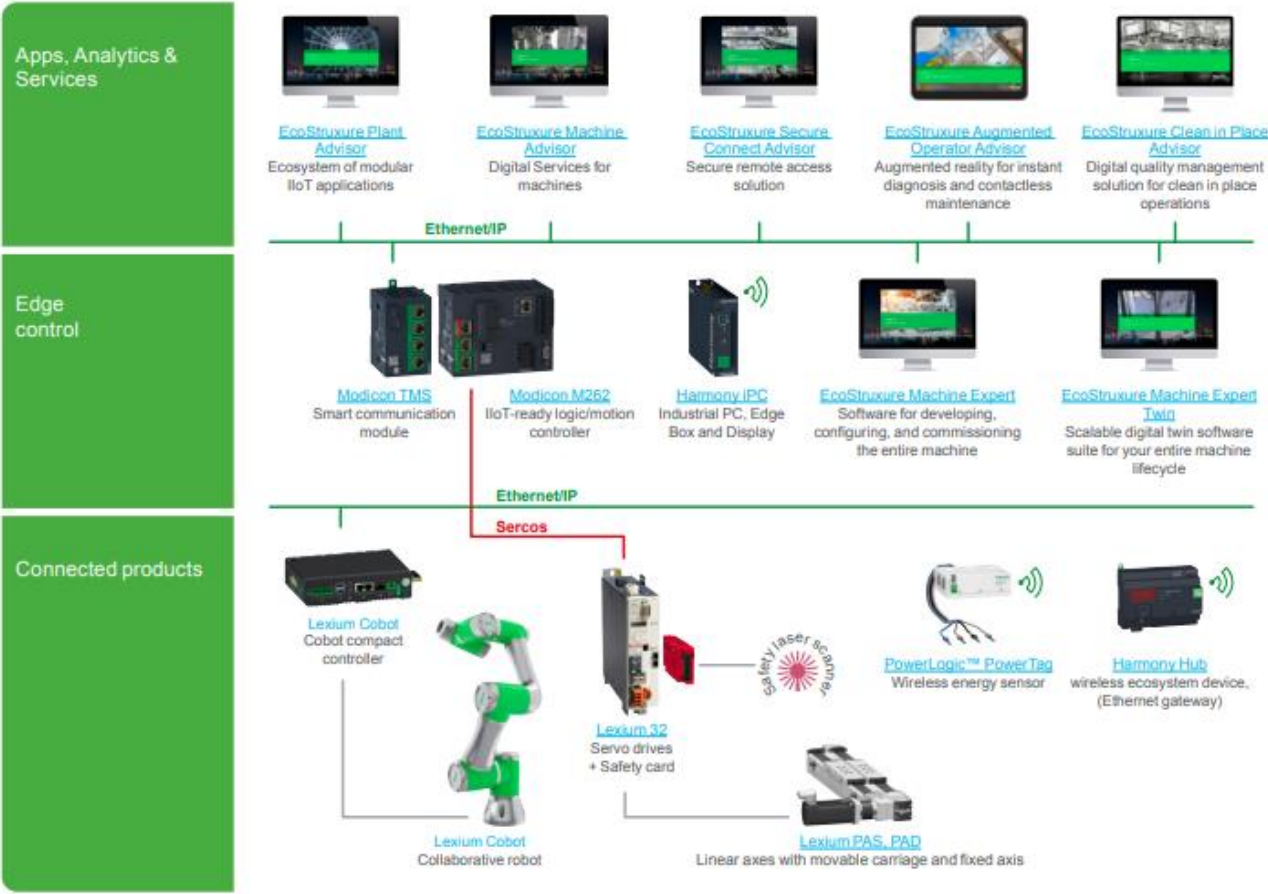 Apps, Analytics &
Services
EcoStruxure Plant
Advisor
Ecosystem of modular
IIoT applications
EcoStruxure Machine
Advisor
Digital Services for
machines
EcoStruxure Secure
Connect Advisor
Secure remote access
solution
EcoStruxure Augmented
Operator Advisor
Augmented reality for instant
diagnosis and contactless
maintenance
EcoStruxure Clean in Place
Advisor
Digital quality management
solution for clean in place
operations
Ethernet/IP
Edge
control
Modicon TMS
Smart communication
module
Modicon M262
IIoT-ready logic/motion
controller
Harmony iPC
Industrial PC, Edge
Box and Display
EcoStruxure Machine Expert
Software for developing,
configuring, and commissioning
the entire machine
EcoStruxure Machine Expert
Twin
Scalable digital twin software
suite for your entire machine
lifecycle
Ethernet/IP
Sercos
Connected products
Lexium Cobot
Cobot compact
controller
Lexium Cobot
Collaborative robot
Lexium 32
Servo drives
+ Safety card
Safety laser scanner
PowerLogic™ PowerTag
Wireless energy sensor
Harmony Hub
wireless ecosystem device,
(Ethernet gateway)
Lexium PAS, PAD
Linear axes with movable carriage and fixed axis